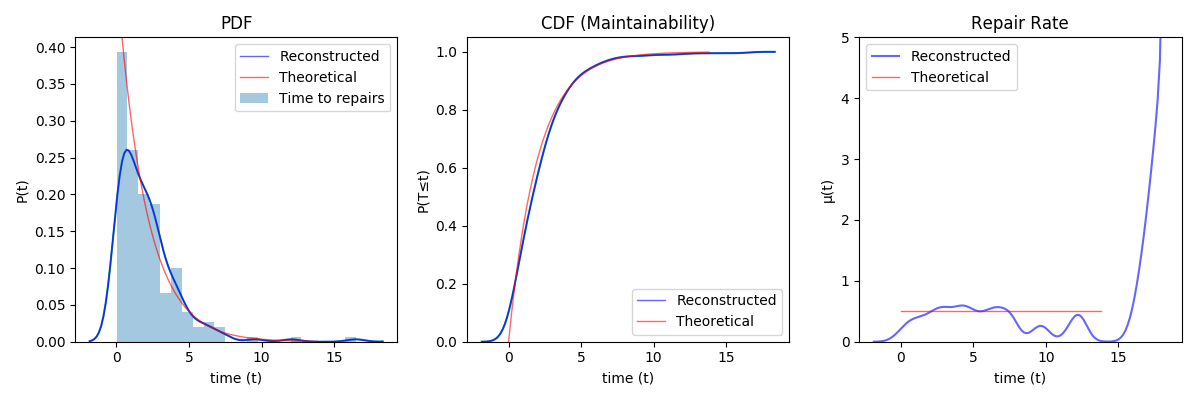 PDF
0.40
0.35
0.30
0.25
0.20
0.15
0.10
0.05
0.00
P(t)
0
5
10
15
time (t)
Reconstructed
Theoretical
Time to repairs
CDF (Maintainability)
1.0
0.8
0.6
0.4
0.2
0.0
P(T≤t)
0
5
10
15
time (t)
Reconstructed
Theoretical
Repair Rate
5
4
3
2
1
0
μ(t)
0
5
10
15
time (t)
Reconstructed
Theoretical